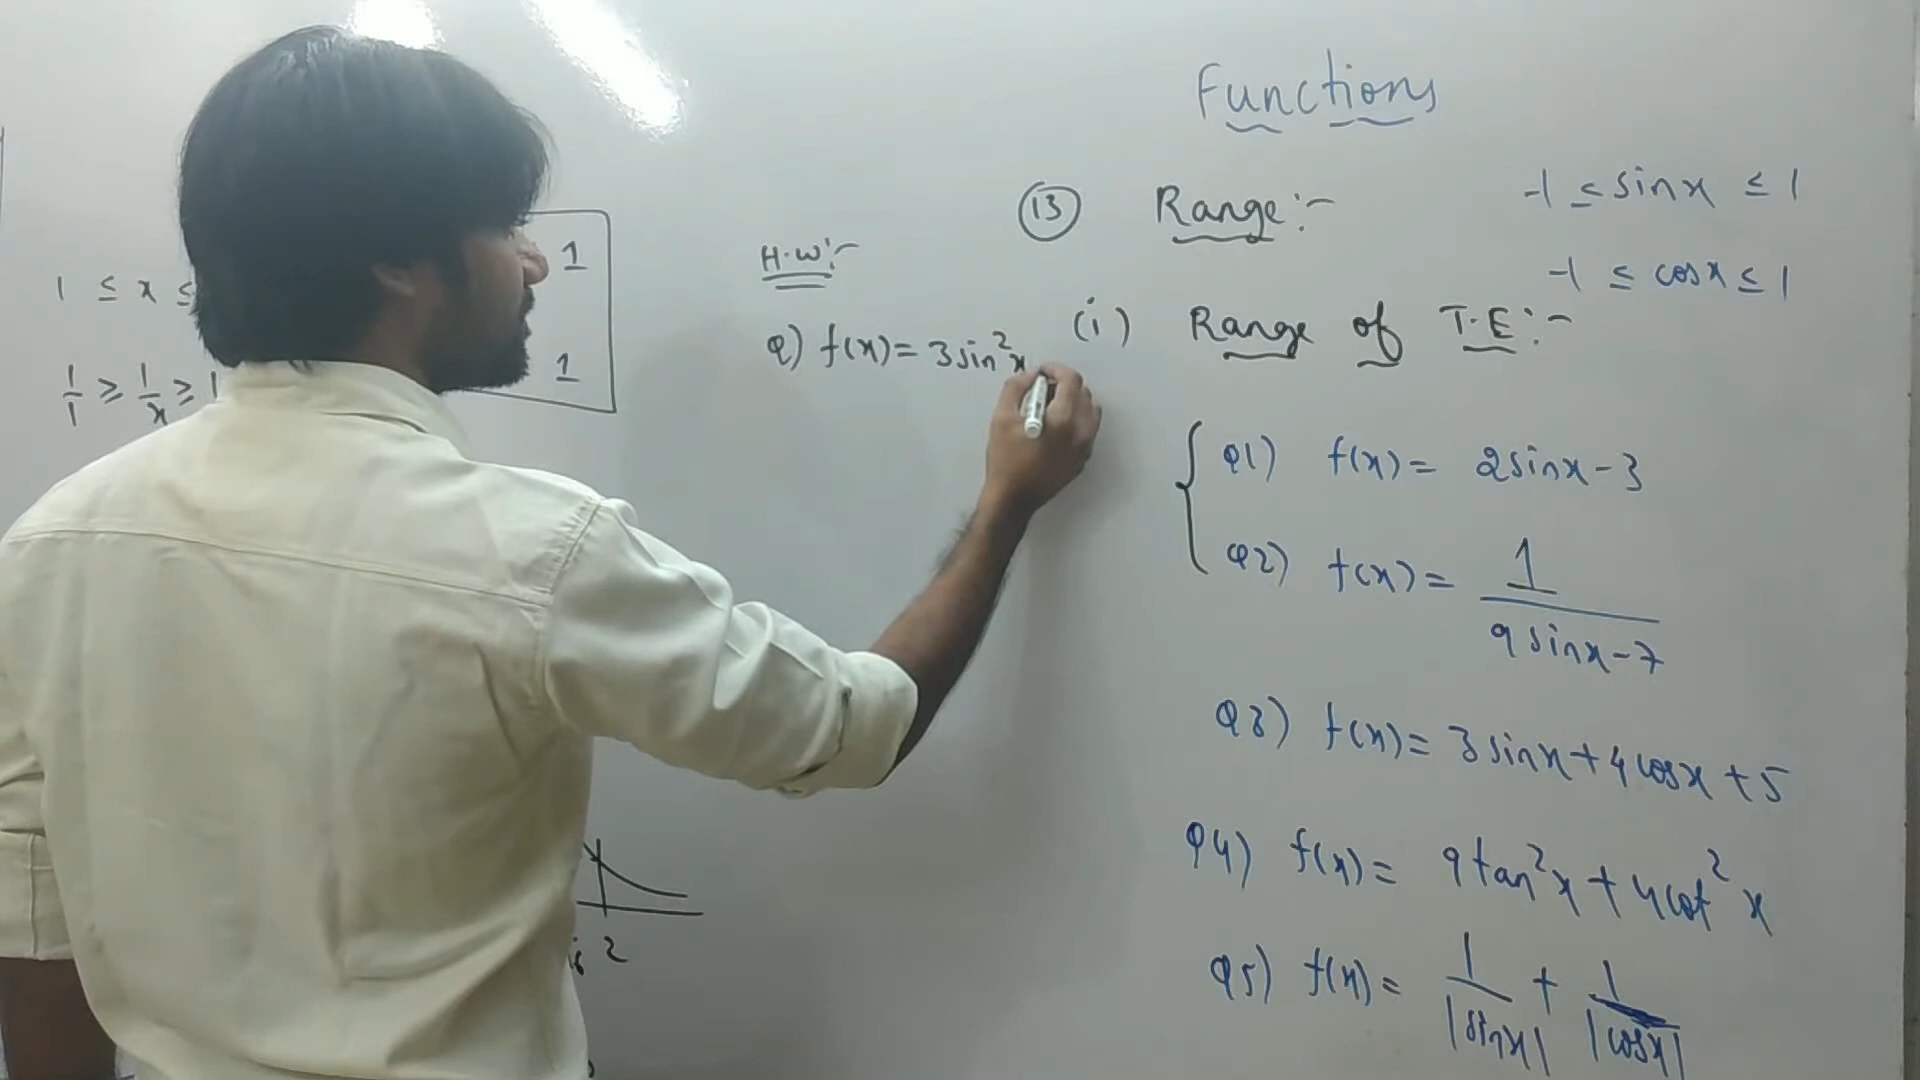 Functions
(13) Range:-
-1 ≤ sinx ≤ 1
-1 ≤ cosx ≤ 1
(i) Range of T.E:-
Q1) f(x) = 2sinx-3
Q2) f(x) = 1/(9sinx-7)
Q3) f(x) = 3sinx+4cosx+5
Q4) f(x) = 9tan²x+4cot²x
Q5) f(x) = 1/|sinx| + 1/|cosx|
H.W:-
Q) f(x) = 3sin²x
1 ≤ x ≤
1/1 ≥ 1/x ≥ 1
1
1
2